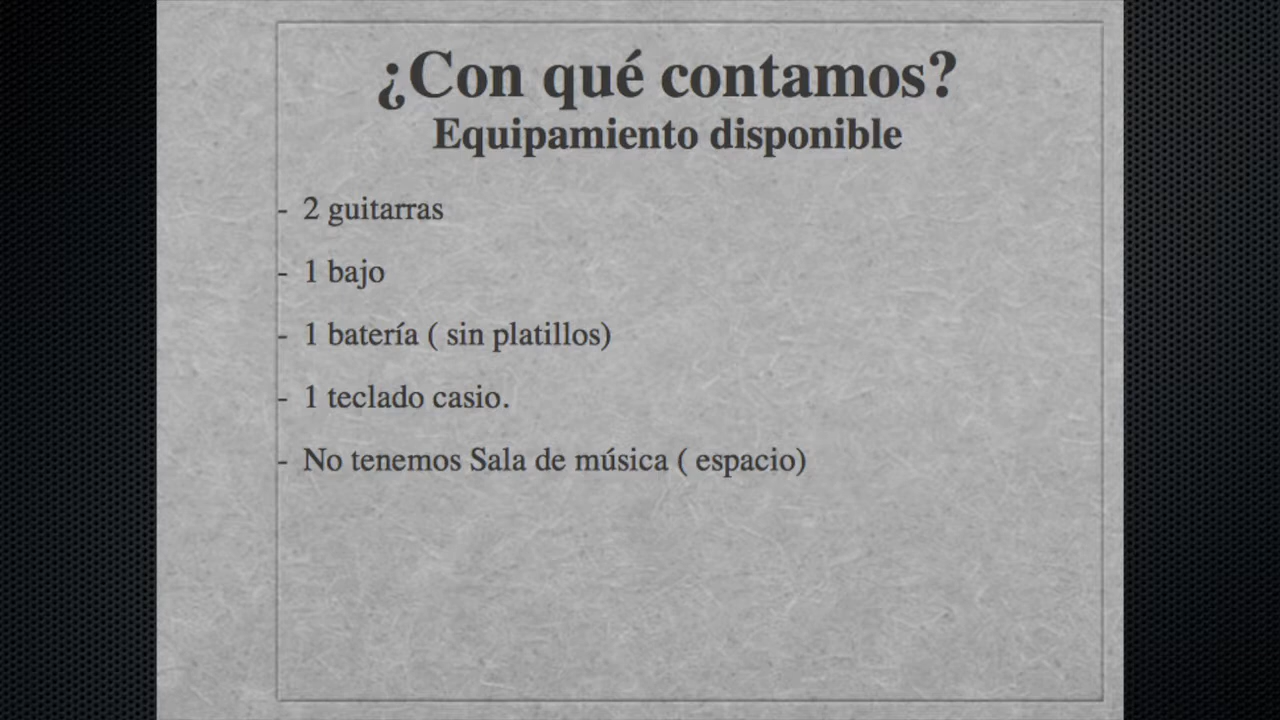 ¿Con qué contamos?
Equipamiento disponible
- 2 guitarras
- 1 bajo
- 1 batería ( sin platillos)
- 1 teclado casio.
- No tenemos Sala de música ( espacio)